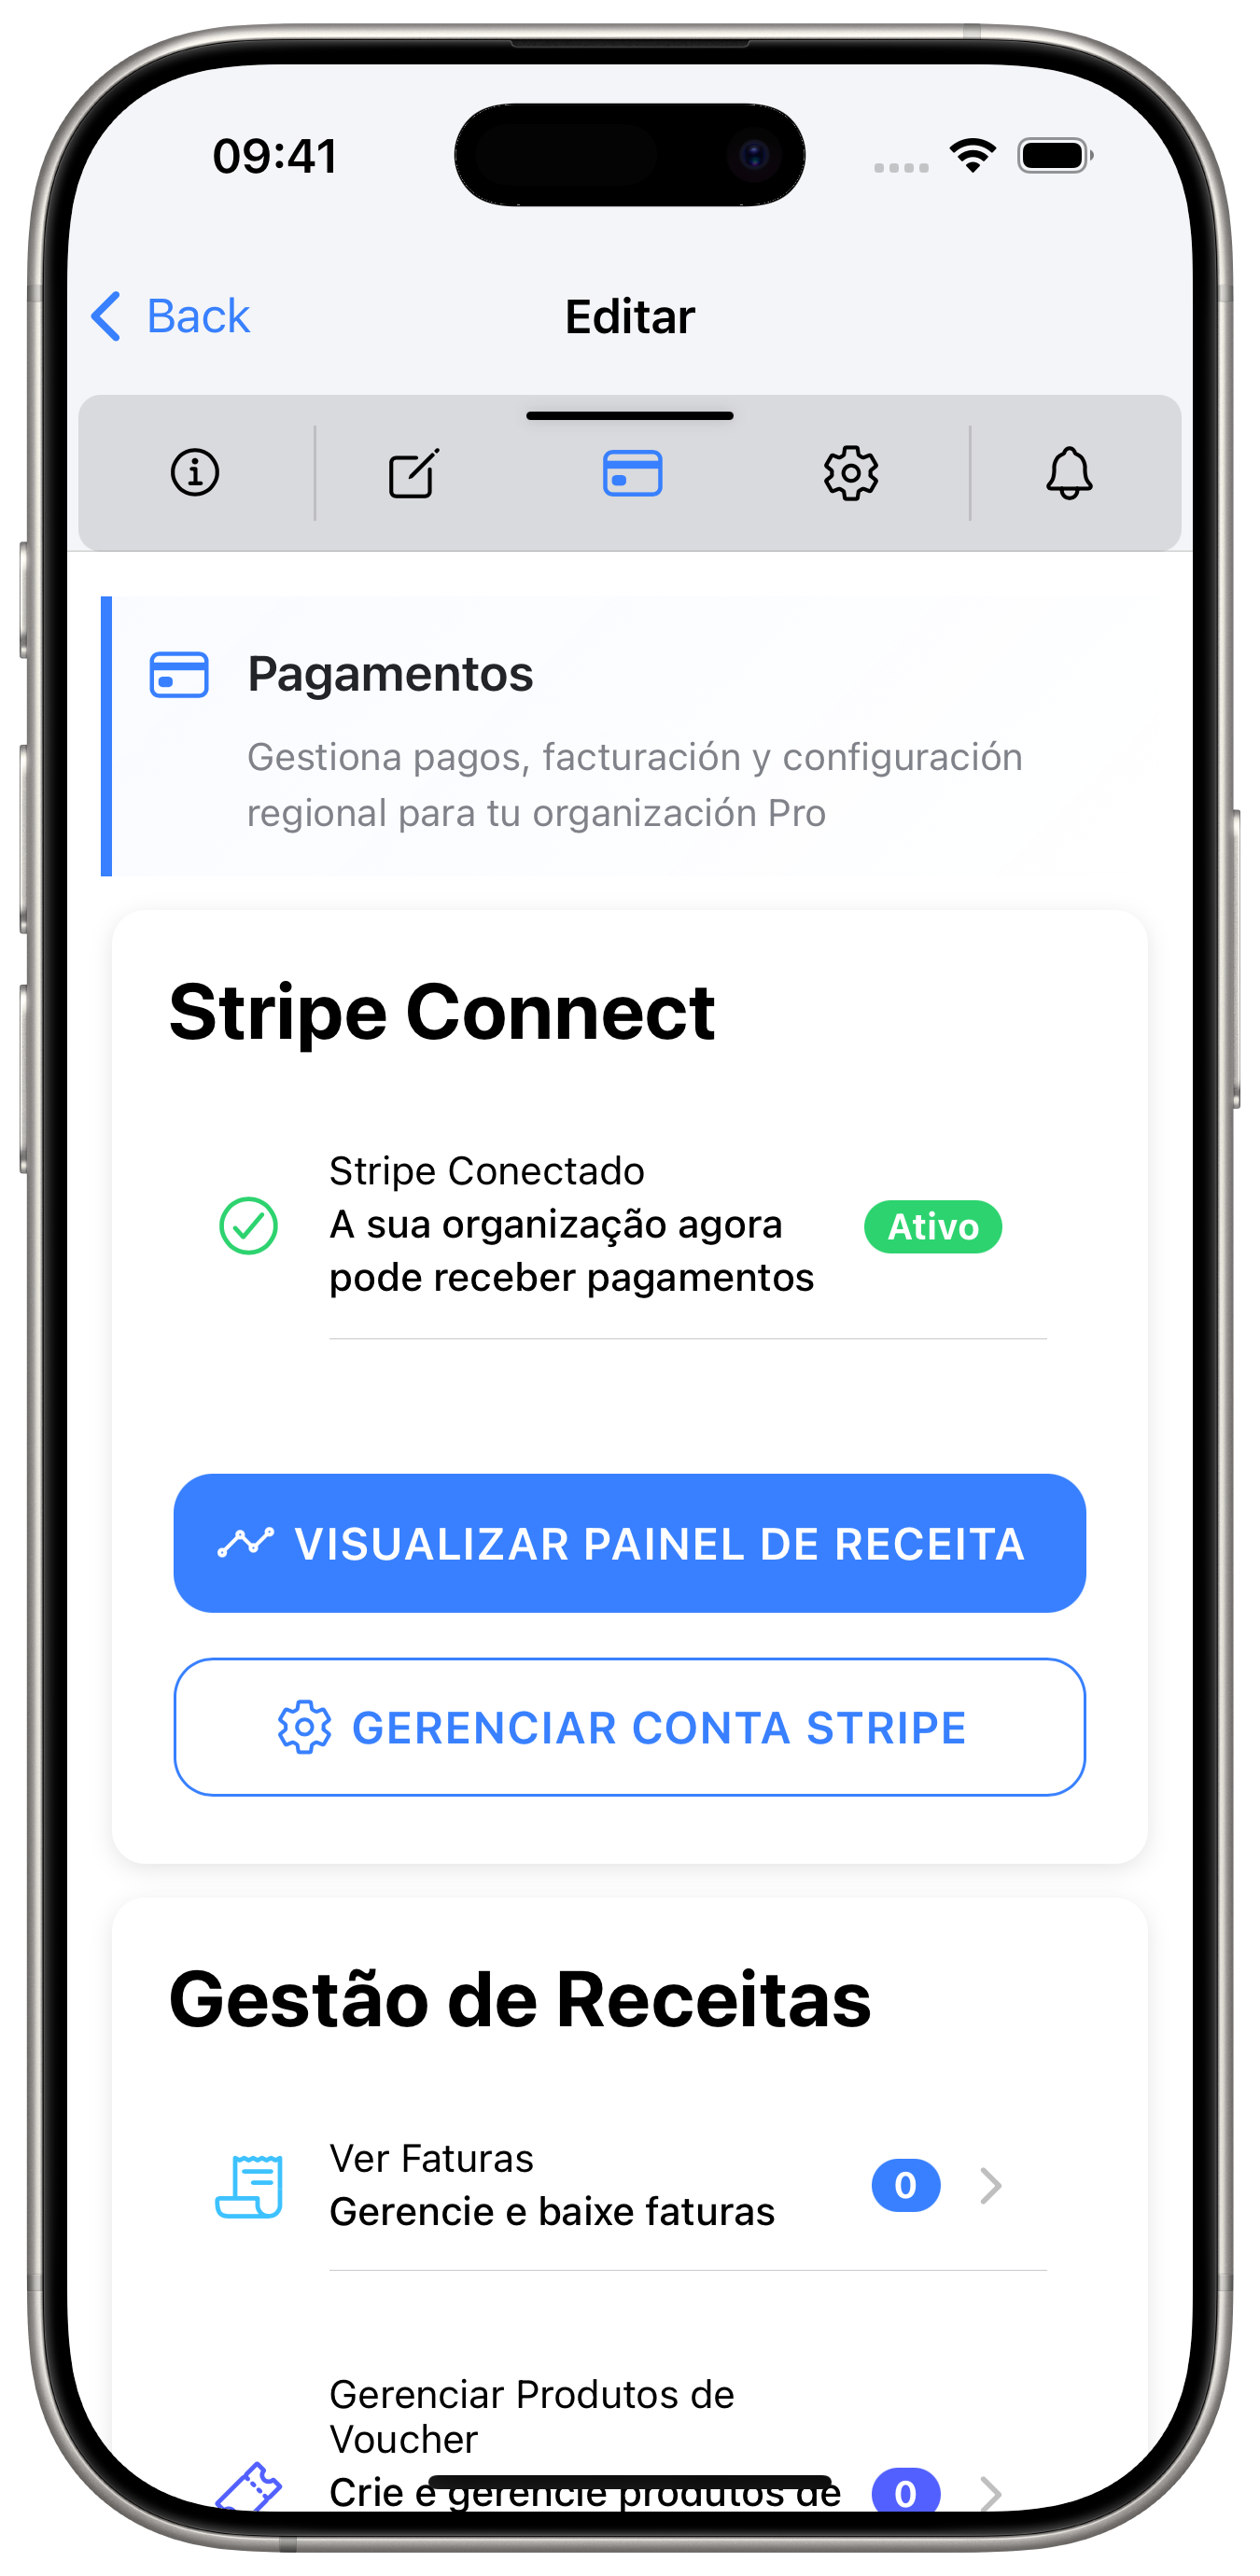 09:41
Back
Editar
Pagamentos
Gestiona pagos, facturación y configuración
regional para tu organización Pro
Stripe Connect
Stripe Conectado
A sua organização agora
pode receber pagamentos
Ativo
VISUALIZAR PAINEL DE RECEITA
GERENCIAR CONTA STRIPE
Gestão de Receitas
Ver Faturas
Gerencie e baixe faturas
0
Gerenciar Produtos de
Voucher
Crie e gerencie produtos de
0